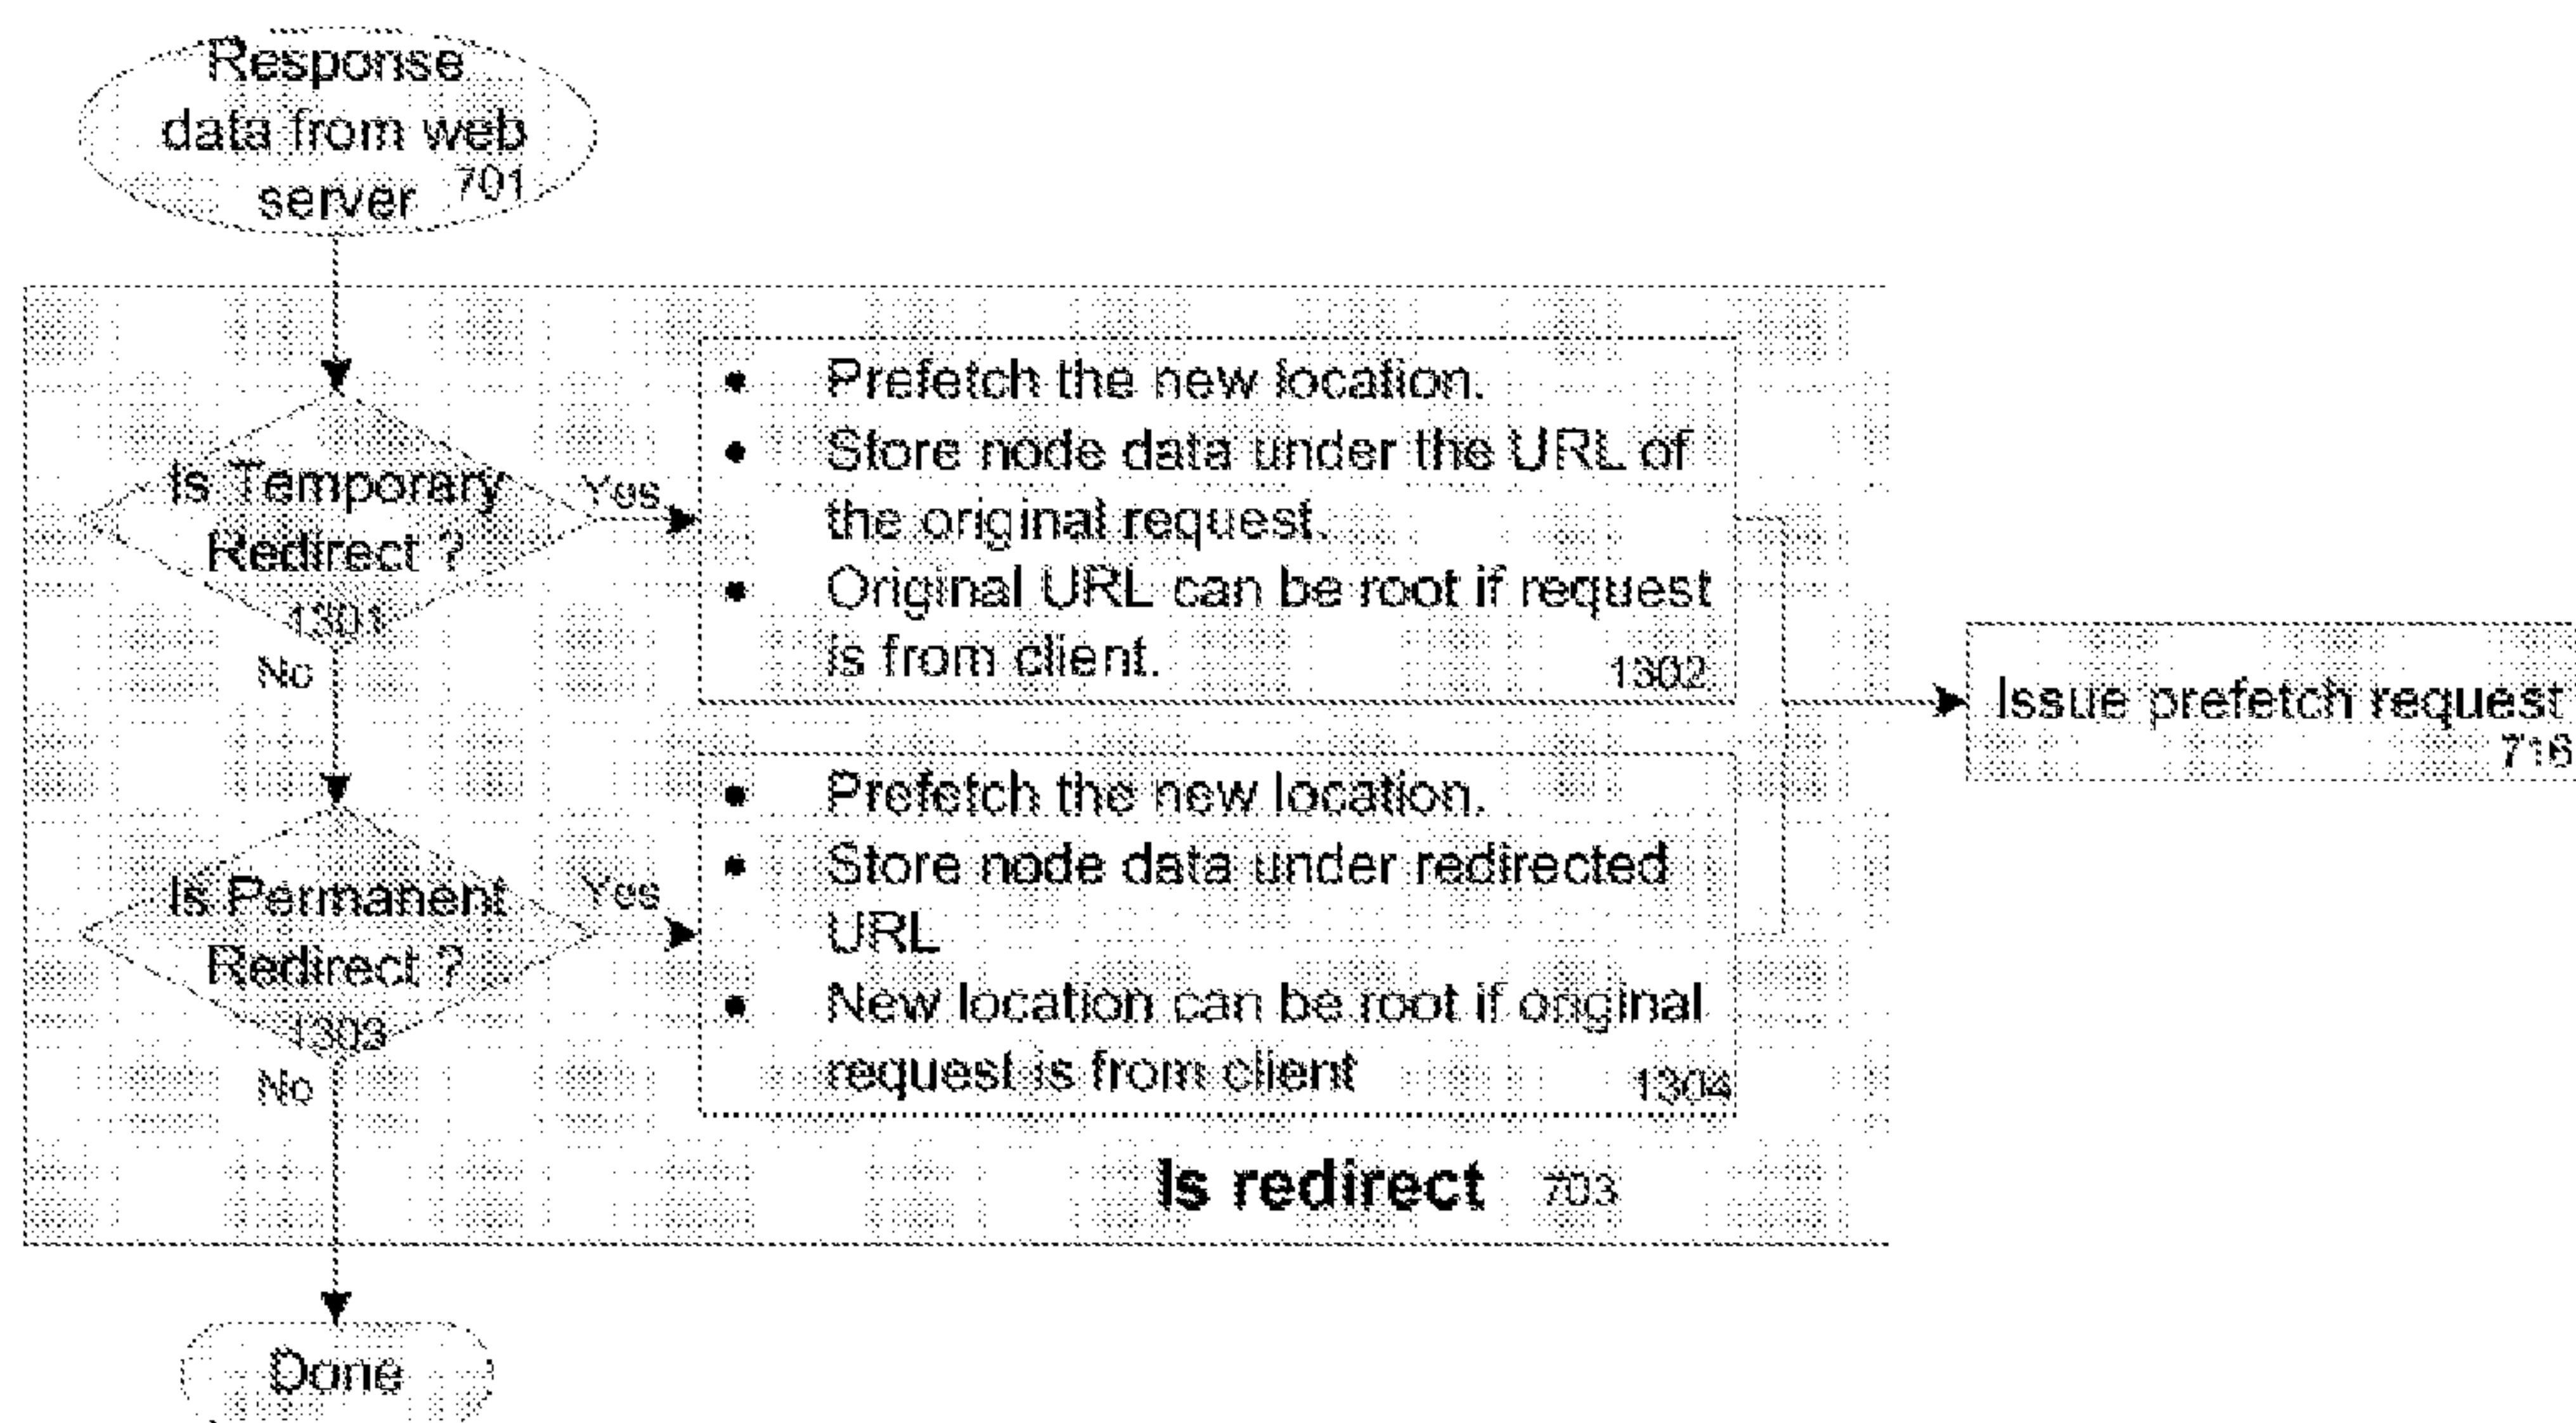 Response
data from web
server 701
Is Temporary
Redirect ?
1301
Yes
No
• Prefetch the new location.
• Store node data under the URL of
the original request.
• Original URL can be root if request
is from client.
1302
Issue prefetch request
716
Is Permanent
Redirect ?
1303
Yes
No
• Prefetch the new location.
• Store node data under redirected
URL
• New location can be root if original
request is from client
1304
Is redirect 703
Done